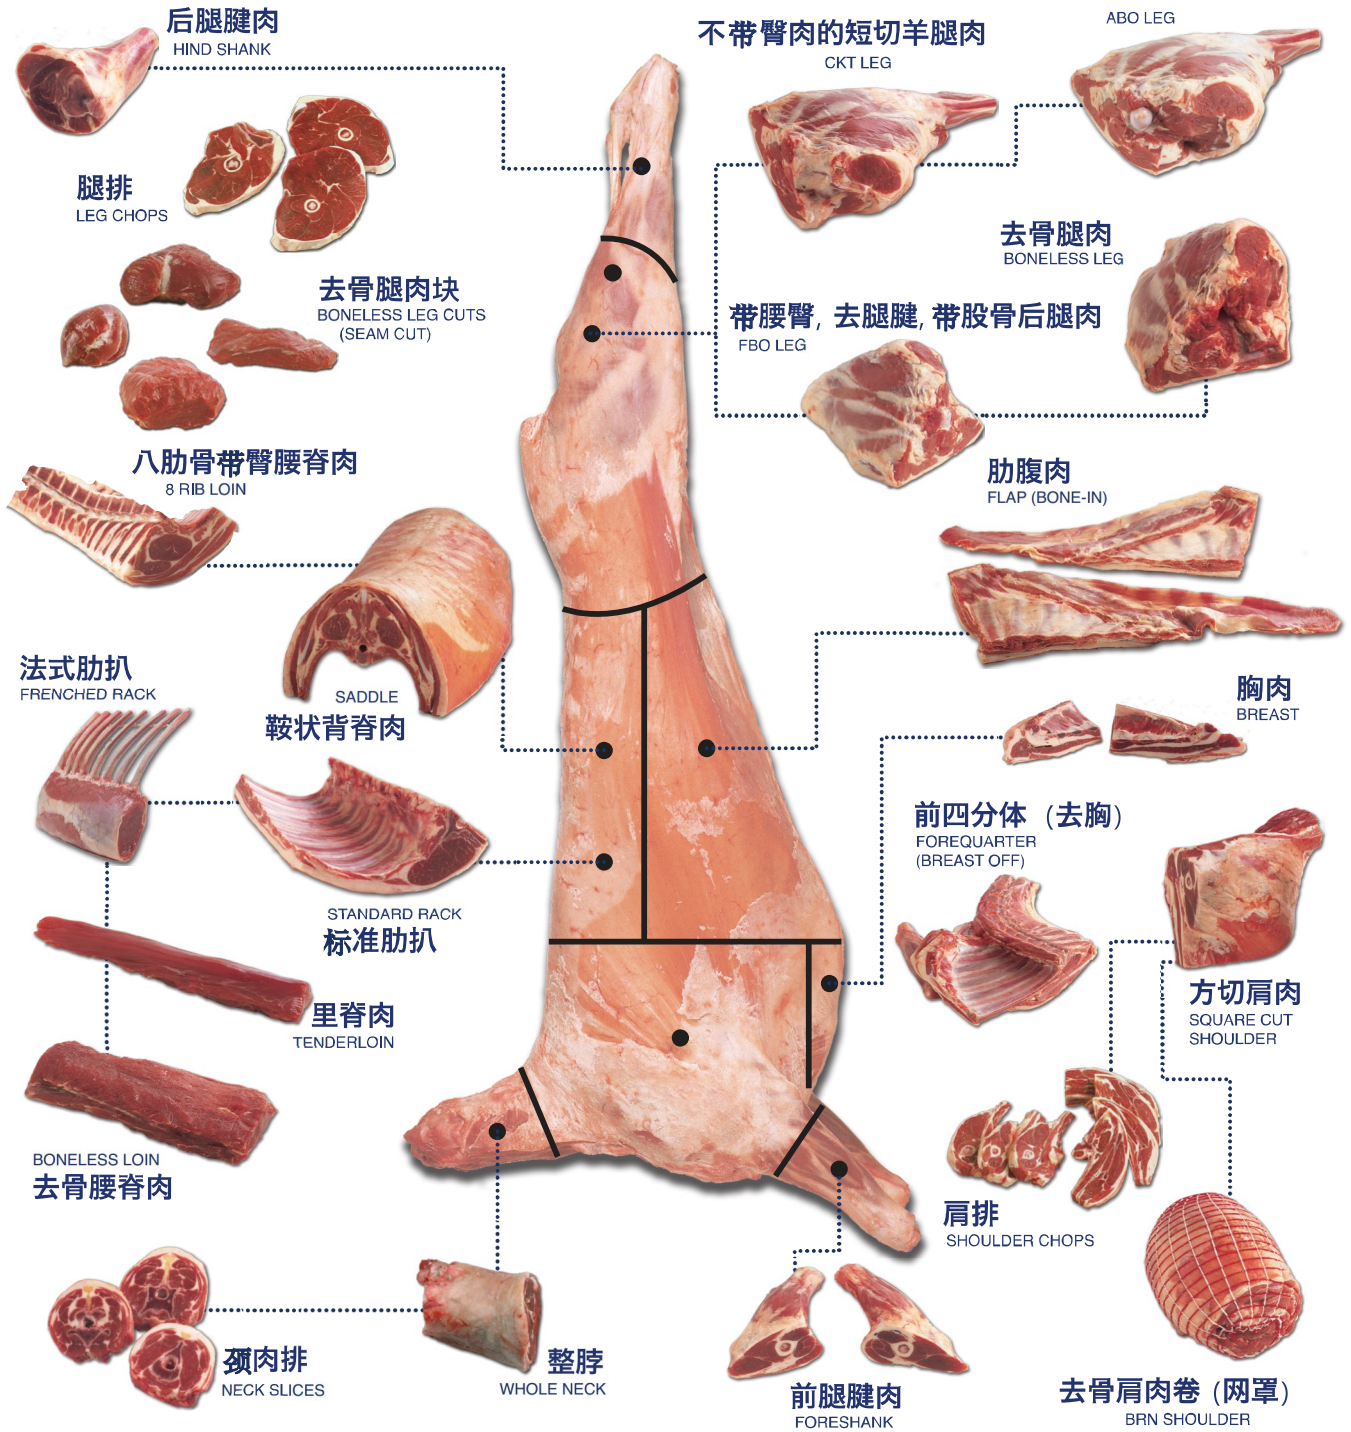 后腿腱肉
HIND SHANK
不带臀肉的短切羊腿肉
CKT LEG
ABO LEG
腿排
LEG CHOPS
去骨腿肉
BONELESS LEG
去骨腿肉块
BONELESS LEG CUTS
(SEAM CUT)
带腰臀, 去腿腱, 带股骨后腿肉
FBO LEG
八肋骨带臀腰脊肉
8 RIB LOIN
肋腹肉
FLAP (BONE-IN)
法式肋扒
FRENCHED RACK
SADDLE
鞍状背脊肉
胸肉
BREAST
前四分体（去胸）
FOREQUARTER
(BREAST OFF)
STANDARD RACK
标准肋扒
里脊肉
TENDERLOIN
方切肩肉
SQUARE CUT
SHOULDER
BONELESS LOIN
去骨腰脊肉
肩排
SHOULDER CHOPS
颈肉排
NECK SLICES
整脖
WHOLE NECK
前腿腱肉
FORESHANK
去骨肩肉卷（网罩）
BRN SHOULDER